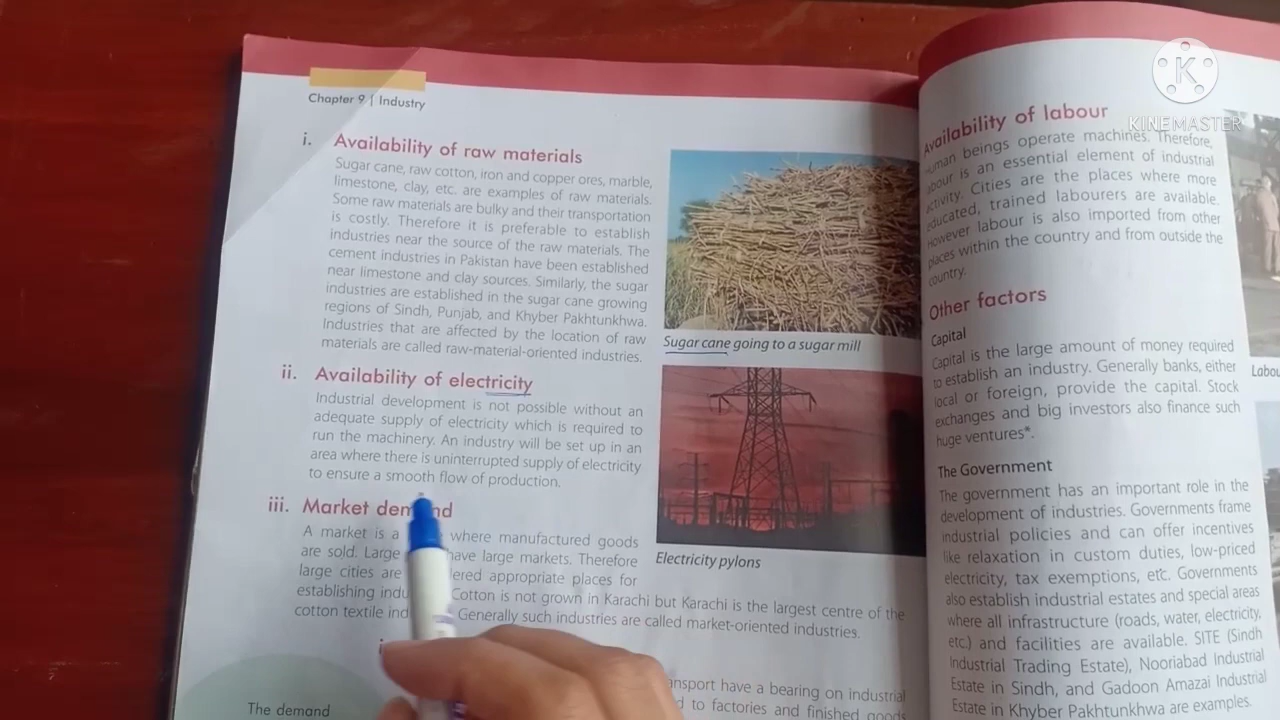 Chapter 9 | Industry
i. Availability of raw materials
Sugar cane, raw cotton, iron and copper ores, marble,
limestone, clay, etc. are examples of raw materials.
Some raw materials are bulky and their transportation
is costly. Therefore it is preferable to establish
industries near the source of the raw materials. The
cement industries in Pakistan have been established
near limestone and clay sources. Similarly, the sugar
industries are established in the sugar cane growing
regions of Sindh, Punjab, and Khyber Pakhtunkhwa.
Industries that are affected by the location of raw
materials are called raw-material-oriented industries.
Sugar cane going to a sugar mill
ii. Availability of electricity
Industrial development is not possible without an
adequate supply of electricity which is required to
run the machinery. An industry will be set up in an
area where there is uninterrupted supply of electricity
to ensure a smooth flow of production.
Electricity pylons
iii. Market demand
A market is a where manufactured goods
are sold. Large have large markets. Therefore
large cities are appropriate places for
establishing Cotton is not grown in Karachi but Karachi is the largest centre of the
cotton textile Generally such industries are called market-oriented industries.
have a bearing on industrial
to factories and finished goods
The demand
Availability of labour
Human beings operate machines. Therefore,
labour is an essential element of industrial
activity. Cities are the places where more
educated, trained labourers are available.
However labour is also imported from other
places within the country and from outside the
country.
Other factors
Capital
Capital is the large amount of money required
to establish an industry. Generally banks, either
local or foreign, provide the capital. Stock
exchanges and big investors also finance such
huge ventures*.
The Government
The government has an important role in the
development of industries. Governments frame
industrial policies and can offer incentives
like relaxation in custom duties, low-priced
electricity, tax exemptions, etc. Governments
also establish industrial estates and special areas
where all infrastructure (roads, water, electricity,
etc.) and facilities are available. SITE (Sindh
Industrial Trading Estate), Nooriabad Industrial
Estate in Sindh, and Gadoon Amazai Industrial
Estate in Khyber Pakhtunkhwa are examples.
K
KINEMASTER